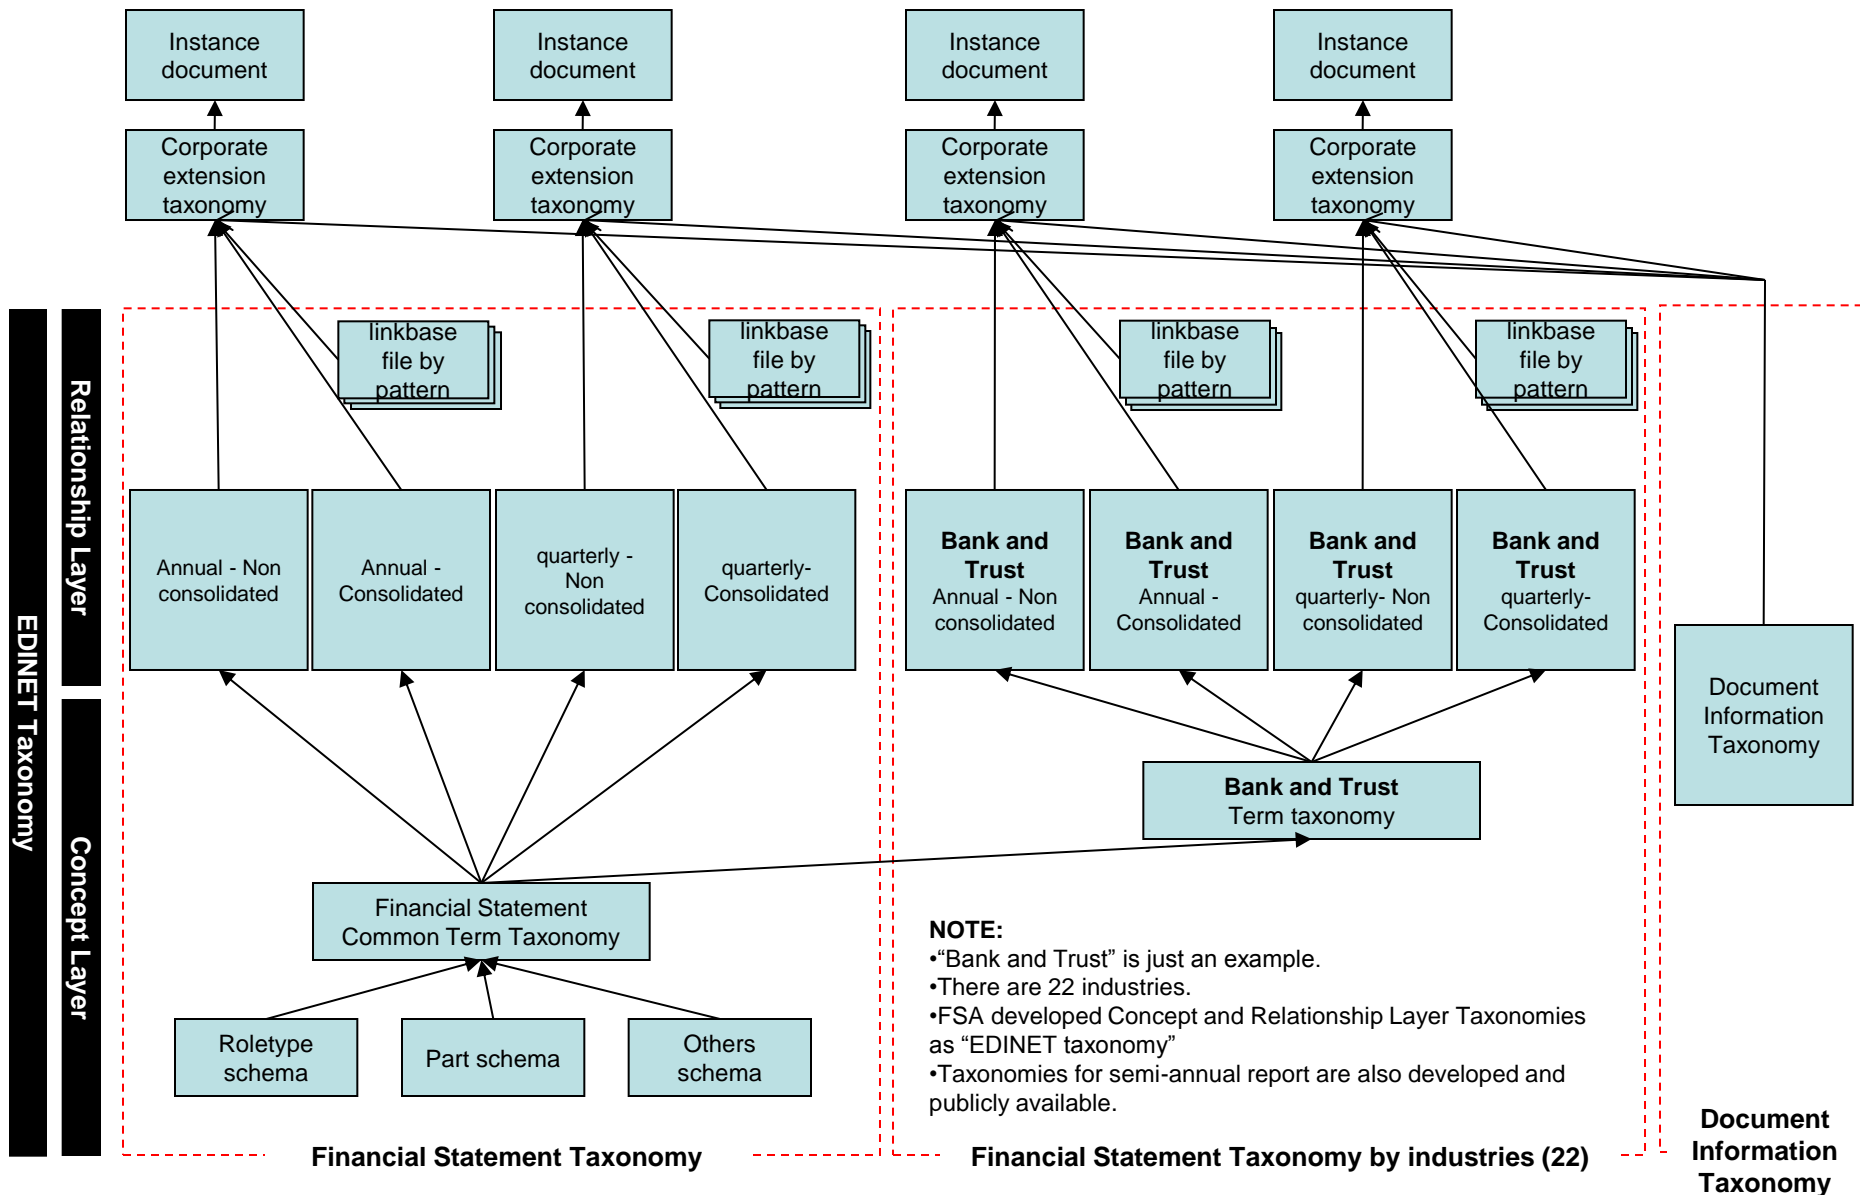 Instance
document
Instance
document
Instance
document
Instance
document
Corporate
extension
taxonomy
Corporate
extension
taxonomy
Corporate
extension
taxonomy
Corporate
extension
taxonomy
EDINET Taxonomy
Relationship Layer
Concept Layer
linkbase
file by
pattern
linkbase
file by
pattern
linkbase
file by
pattern
linkbase
file by
pattern
Annual - Non
consolidated
Annual -
Consolidated
quarterly -
Non
consolidated
quarterly-
Consolidated
Bank and
Trust
Annual - Non
consolidated
Bank and
Trust
Annual -
Consolidated
Bank and
Trust
quarterly- Non
consolidated
Bank and
Trust
quarterly-
Consolidated
Document
Information
Taxonomy
Bank and Trust
Term taxonomy
Financial Statement
Common Term Taxonomy
Roletype
schema
Part schema
Others
schema
NOTE:
•“Bank and Trust” is just an example.
•There are 22 industries.
•FSA developed Concept and Relationship Layer Taxonomies
as “EDINET taxonomy”
•Taxonomies for semi-annual report are also developed and
publicly available.
Financial Statement Taxonomy
Financial Statement Taxonomy by industries (22)
Document
Information
Taxonomy